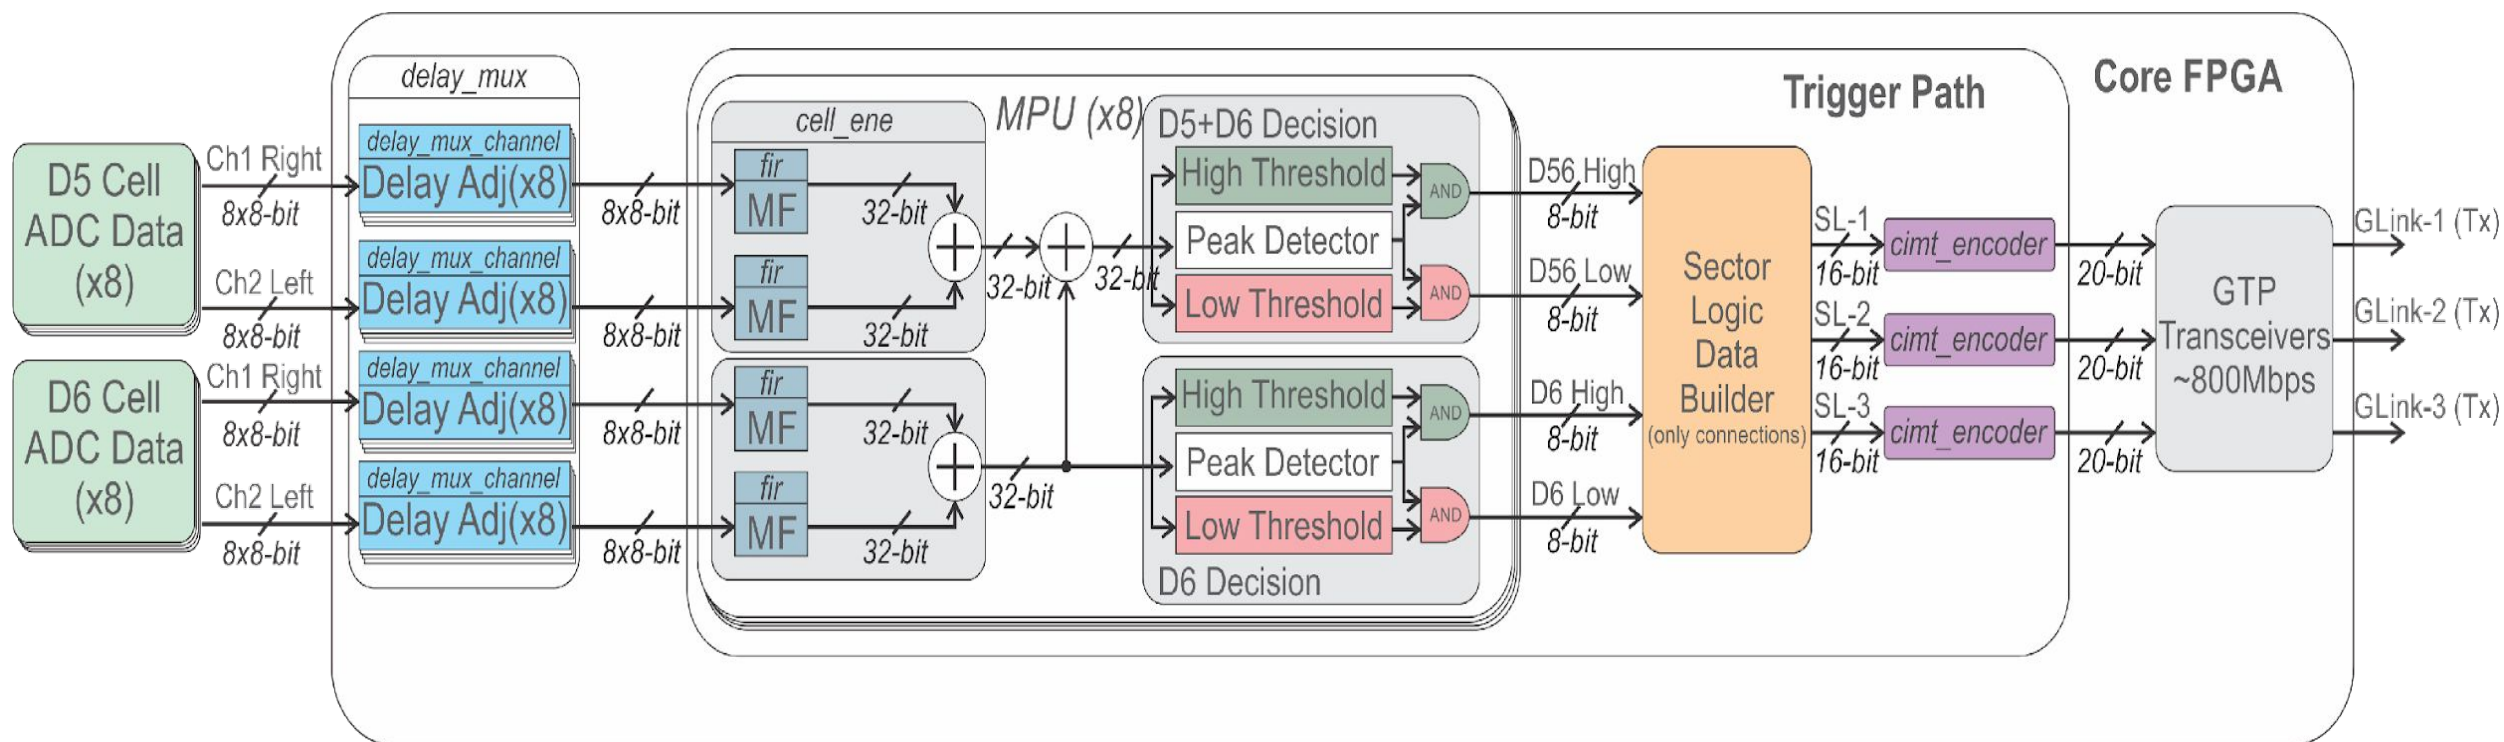 Core FPGA
Trigger Path
delay_mux
MPU (x8)
cell_ene
D5 Cell
ADC Data
(x8)
Ch1 Right
8x8-bit
Ch2 Left
8x8-bit
D6 Cell
ADC Data
(x8)
Ch1 Right
8x8-bit
Ch2 Left
8x8-bit
delay_mux_channel
Delay Adj(x8)
8x8-bit
delay_mux_channel
Delay Adj(x8)
8x8-bit
delay_mux_channel
Delay Adj(x8)
8x8-bit
delay_mux_channel
Delay Adj(x8)
8x8-bit
fir
MF
32-bit
fir
MF
32-bit
fir
MF
32-bit
fir
MF
32-bit
32-bit
32-bit
32-bit
D5+D6 Decision
High Threshold
Peak Detector
Low Threshold
AND
AND
High Threshold
Peak Detector
Low Threshold
AND
AND
D6 Decision
D56 High
8-bit
D56 Low
8-bit
D6 High
8-bit
D6 Low
8-bit
Sector
Logic
Data
Builder
(only connections)
SL-1
16-bit
SL-2
16-bit
SL-3
16-bit
cimt_encoder
20-bit
cimt_encoder
20-bit
cimt_encoder
20-bit
GTP
Transceivers
~800Mbps
GLink-1 (Tx)
GLink-2 (Tx)
GLink-3 (Tx)